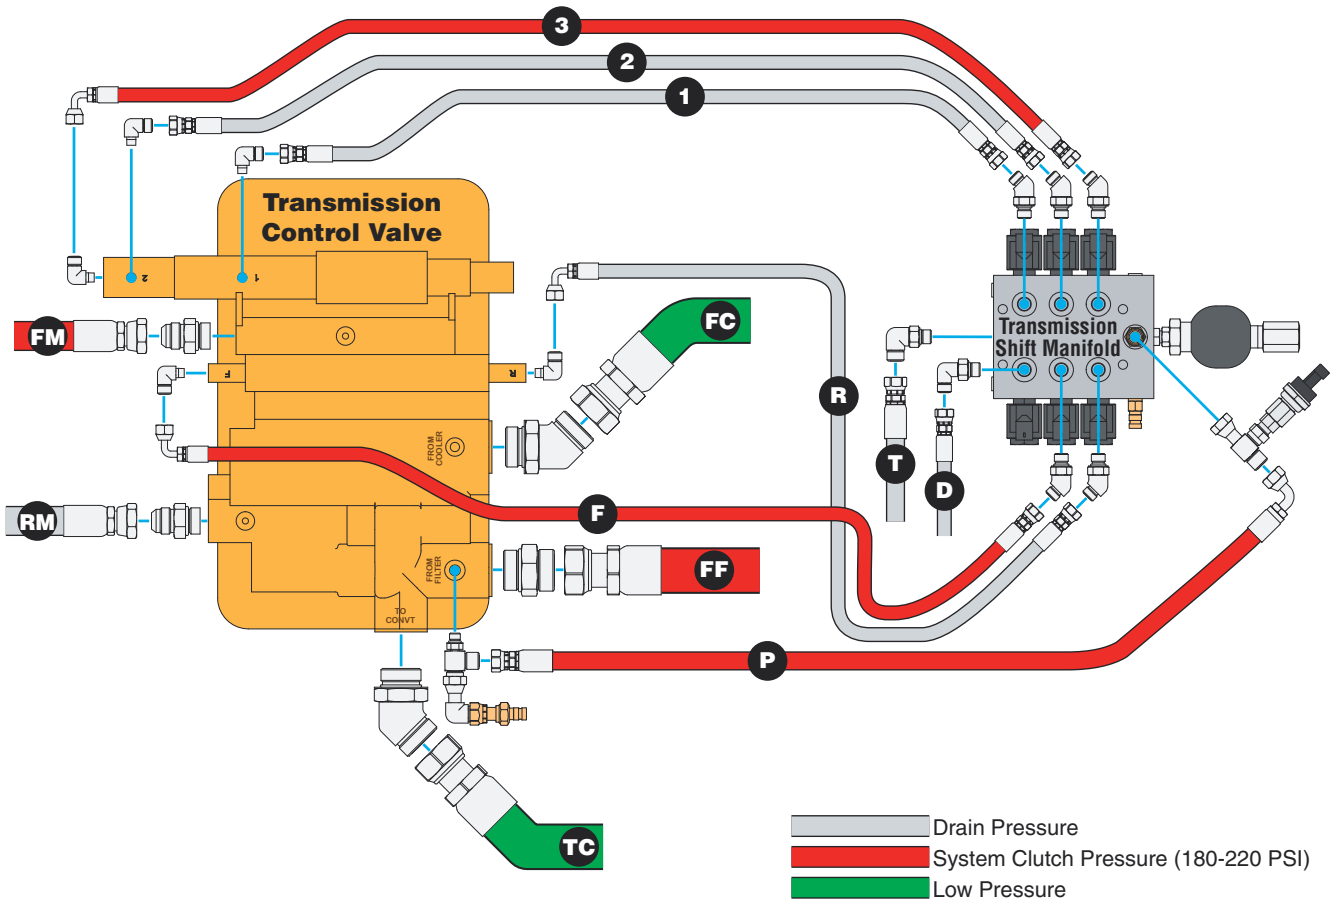 3
2
1
Transmission
Control Valve
2
1
FM
FC
F
R
Transmission
Shift Manifold
R
FROM
COOLER
T
D
RM
F
FROM
FILTER
FF
TO
CONVT
P
TC
Drain Pressure
System Clutch Pressure (180-220 PSI)
Low Pressure